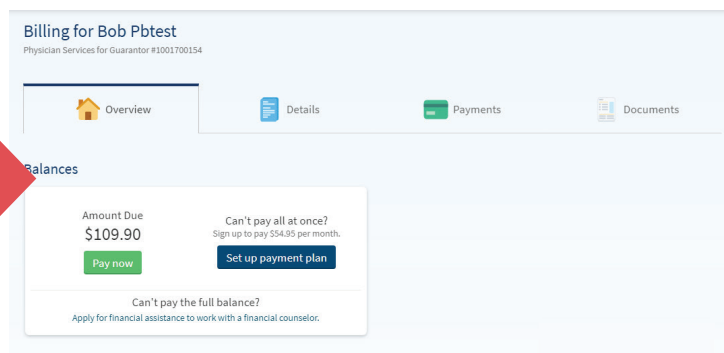 Billing for Bob Pbtest
Physician Services for Guarantor #1001700154
Overview
Details
Payments
Documents
Balances
Amount Due
$109.90
Pay now
Can't pay all at once?
Sign up to pay $54.95 per month.
Set up payment plan
Can't pay the full balance?
Apply for financial assistance to work with a financial counselor.